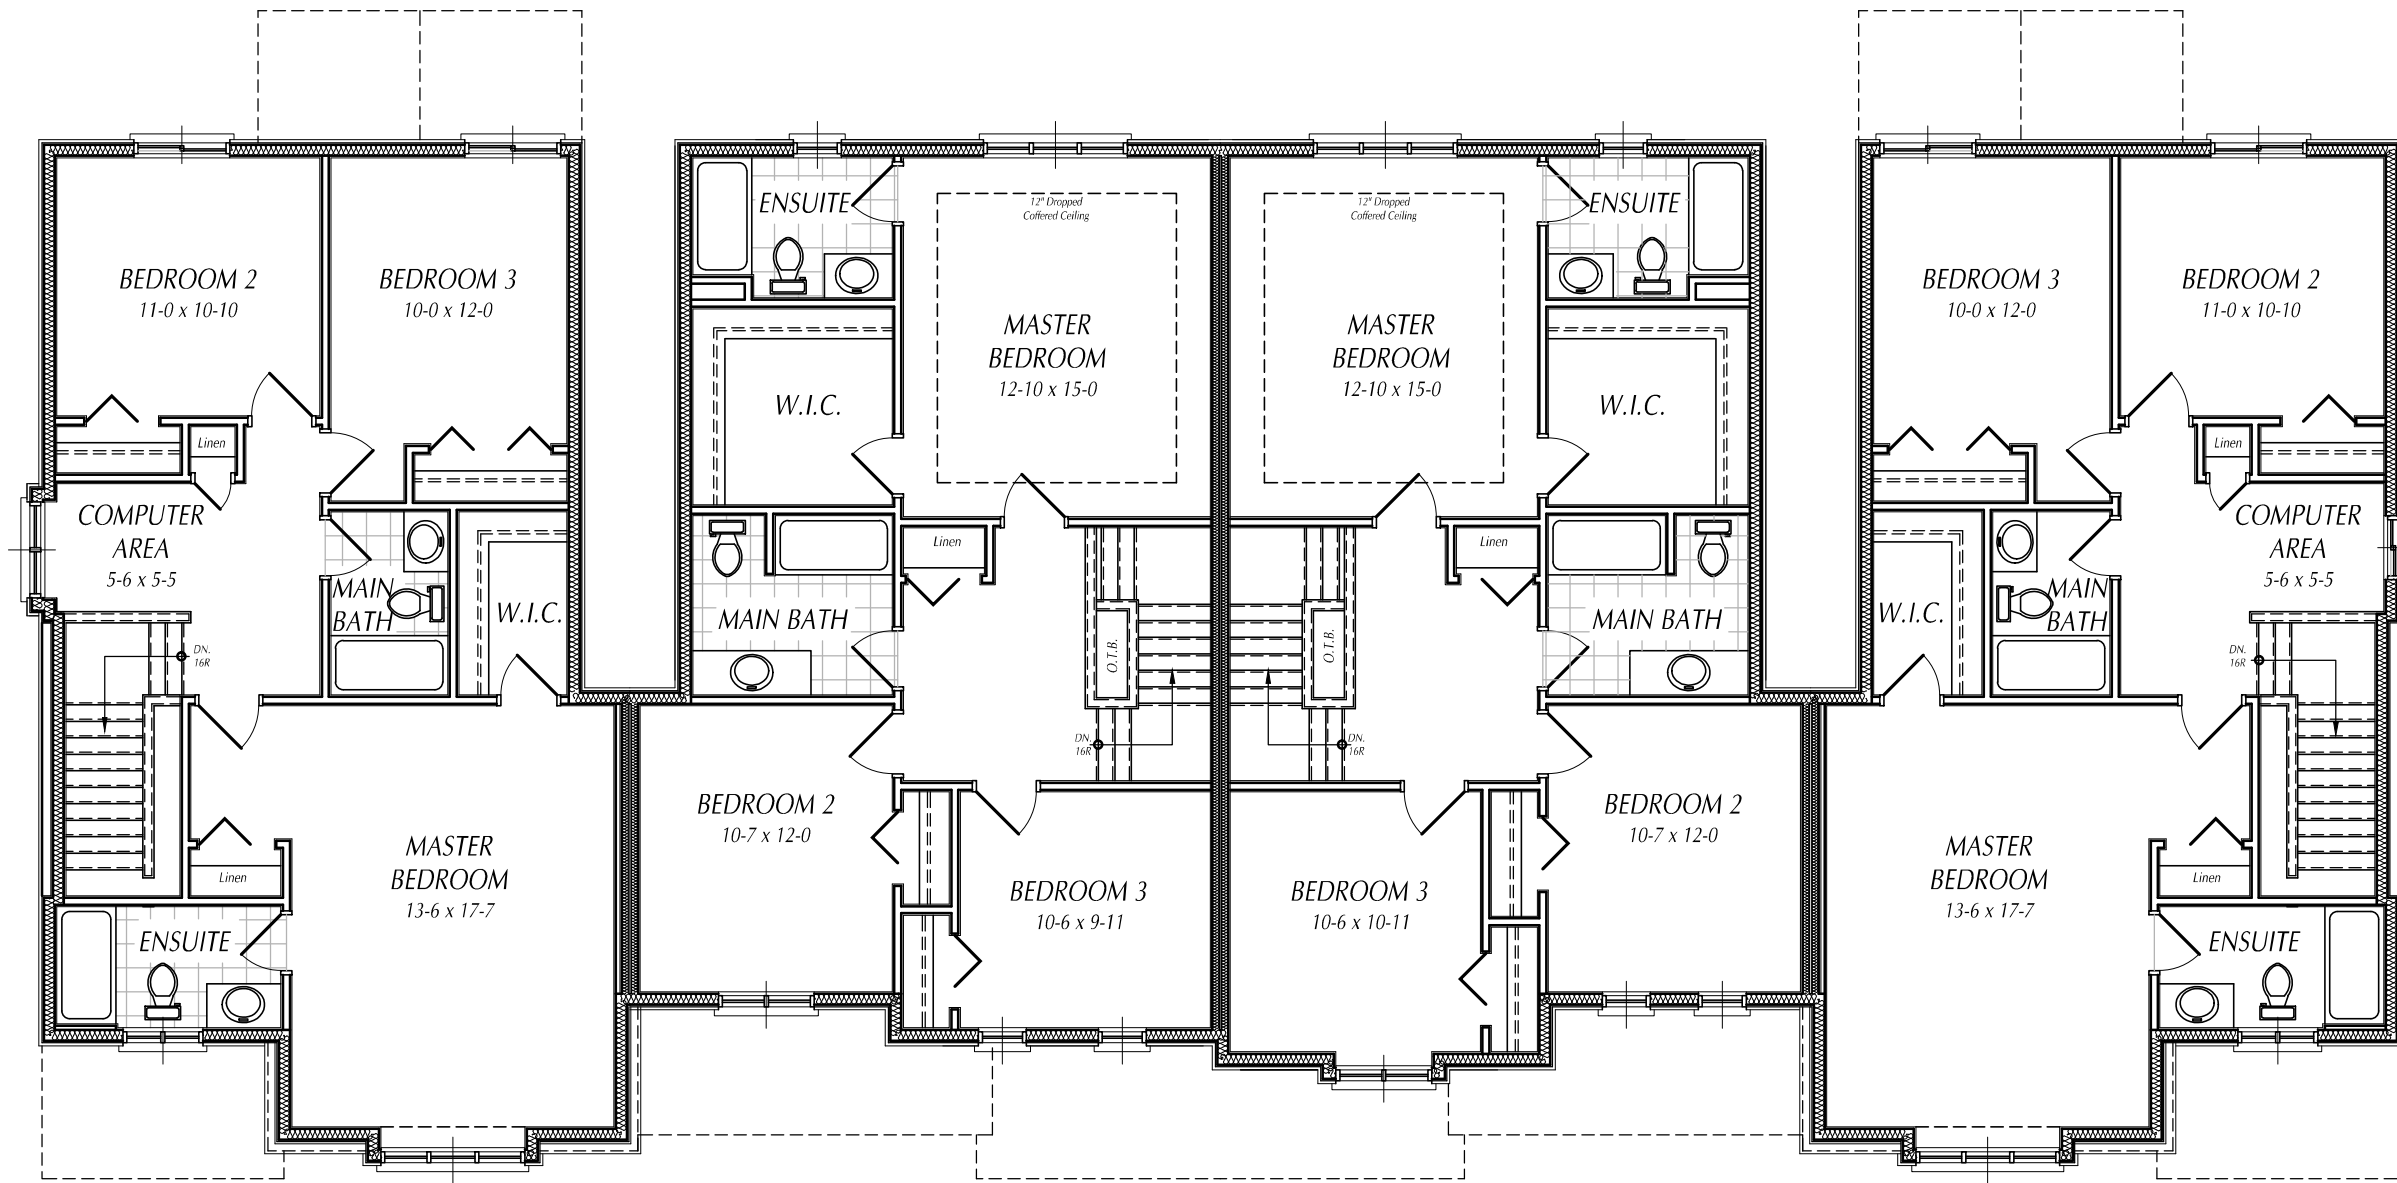 ENSUITE
12" Dropped
Coffered Ceiling
12" Dropped
Coffered Ceiling
ENSUITE
BEDROOM 2
11-0 x 10-10
BEDROOM 3
10-0 x 12-0
MASTER
BEDROOM
12-10 x 15-0
MASTER
BEDROOM
12-10 x 15-0
BEDROOM 3
10-0 x 12-0
BEDROOM 2
11-0 x 10-10
W.I.C.
W.I.C.
Linen
Linen
COMPUTER
AREA
5-6 x 5-5
MAIN
BATH
W.I.C.
Linen
Linen
MAIN BATH
O.T.B.
O.T.B.
MAIN BATH
W.I.C.
MAIN
BATH
COMPUTER
AREA
5-6 x 5-5
DN.
16R
DN.
16R
DN.
16R
DN.
16R
BEDROOM 2
10-7 x 12-0
BEDROOM 2
10-7 x 12-0
MASTER
BEDROOM
13-6 x 17-7
Linen
BEDROOM 3
10-6 x 9-11
BEDROOM 3
10-6 x 10-11
MASTER
BEDROOM
13-6 x 17-7
Linen
ENSUITE
ENSUITE